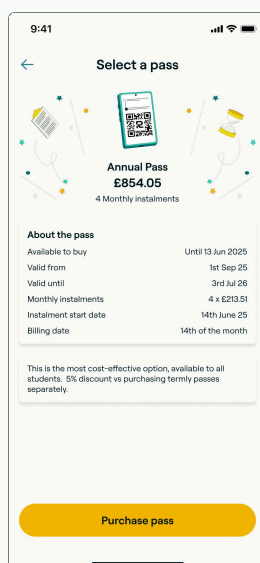 9:41
Select a pass
Annual Pass
£854.05
4 Monthly instalments
About the pass
Available to buy Until 13 Jun 2025
Valid from 1st Sep 25
Valid until 3rd Jul 26
Monthly instalments 4 x £213.51
Instalment start date 14th June 25
Billing date 14th of the month
This is the most cost-effective option, available to all
students. 5% discount vs purchasing termly passes
separately.
Purchase pass